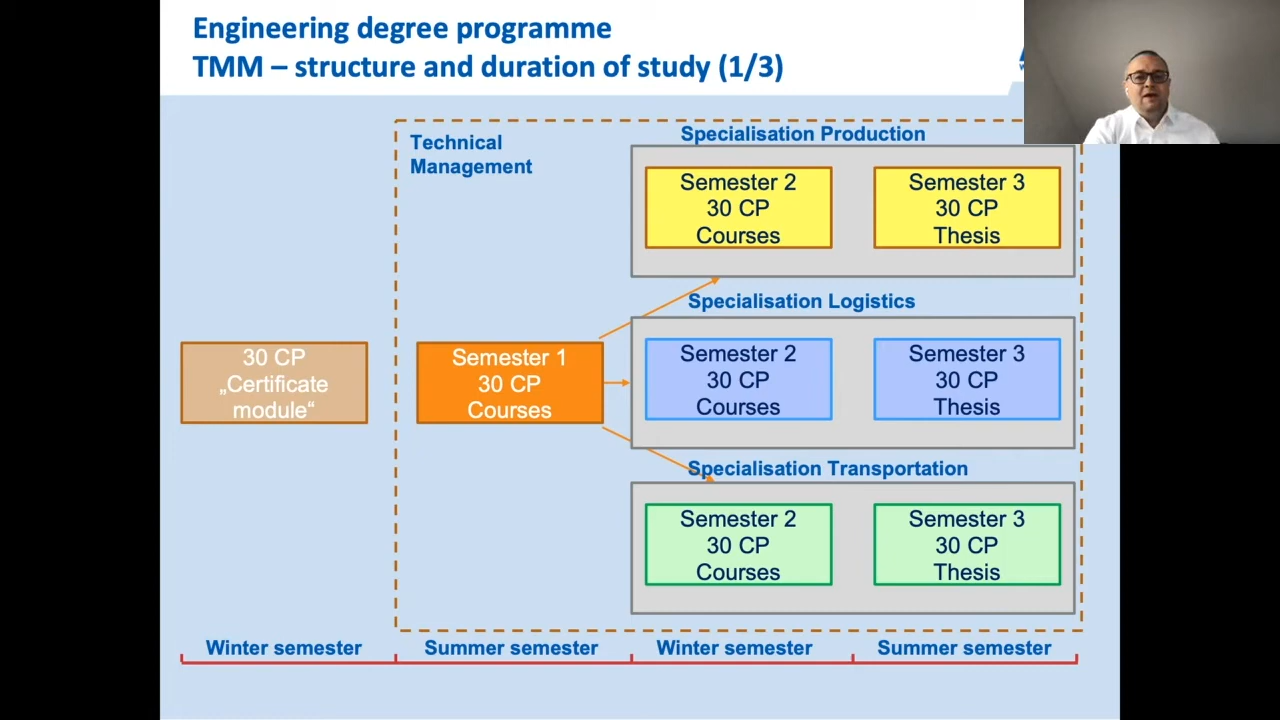 Engineering degree programme
TMM – structure and duration of study (1/3)
Technical
Management
Specialisation Production
Semester 2
30 CP
Courses
Semester 3
30 CP
Thesis
30 CP
„Certificate
module“
Semester 1
30 CP
Courses
Specialisation Logistics
Semester 2
30 CP
Courses
Semester 3
30 CP
Thesis
Specialisation Transportation
Semester 2
30 CP
Courses
Semester 3
30 CP
Thesis
Winter semester
Summer semester
Winter semester
Summer semester